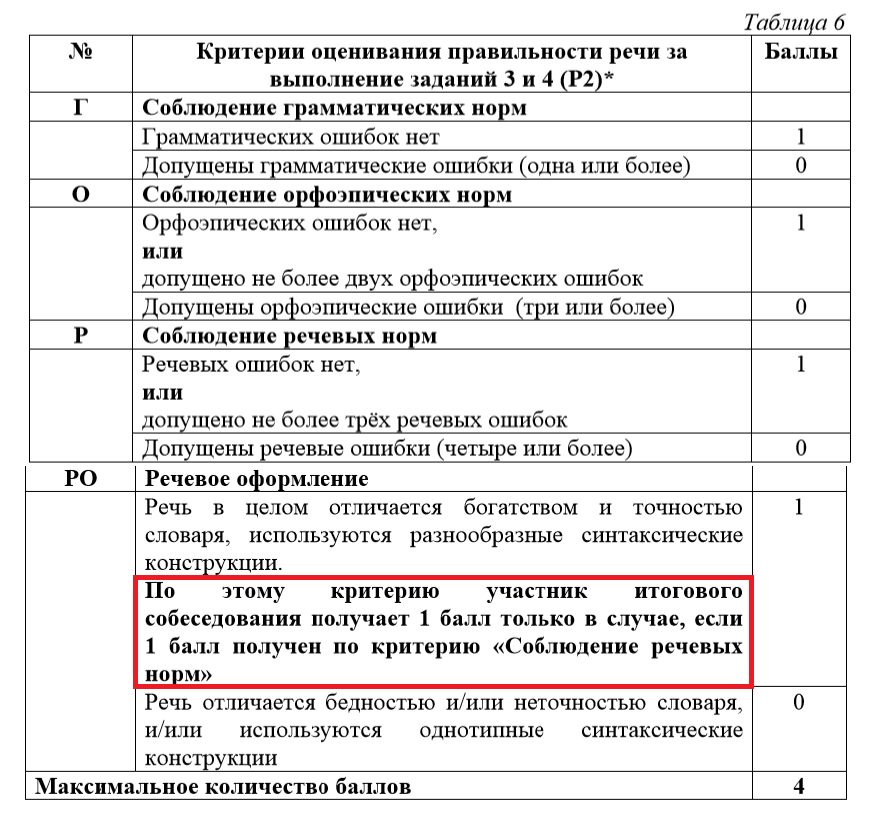 Таблица 6
№ Критерии оценивания правильности речи за Баллы
выполнение заданий 3 и 4 (Р2)*
Г Соблюдение грамматических норм
Грамматических ошибок нет 1
Допущены грамматические ошибки (одна или более) 0
О Соблюдение орфоэпических норм
Орфоэпических ошибок нет, 1
или
допущено не более двух орфоэпических ошибок
Допущены орфоэпические ошибки (три или более) 0
Р Соблюдение речевых норм
Речевых ошибок нет, 1
или
допущено не более трёх речевых ошибок
Допущены речевые ошибки (четыре или более) 0
РО Речевое оформление
Речь в целом отличается богатством и точностью 1
словаря, используются разнообразные синтаксические
конструкции.
По этому критерию участник итогового
собеседования получает 1 балл только в случае, если
1 балл получен по критерию «Соблюдение речевых
норм»
Речь отличается бедностью и/или неточностью словаря, 0
и/или используются однотипные синтаксические
конструкции
Максимальное количество баллов 4